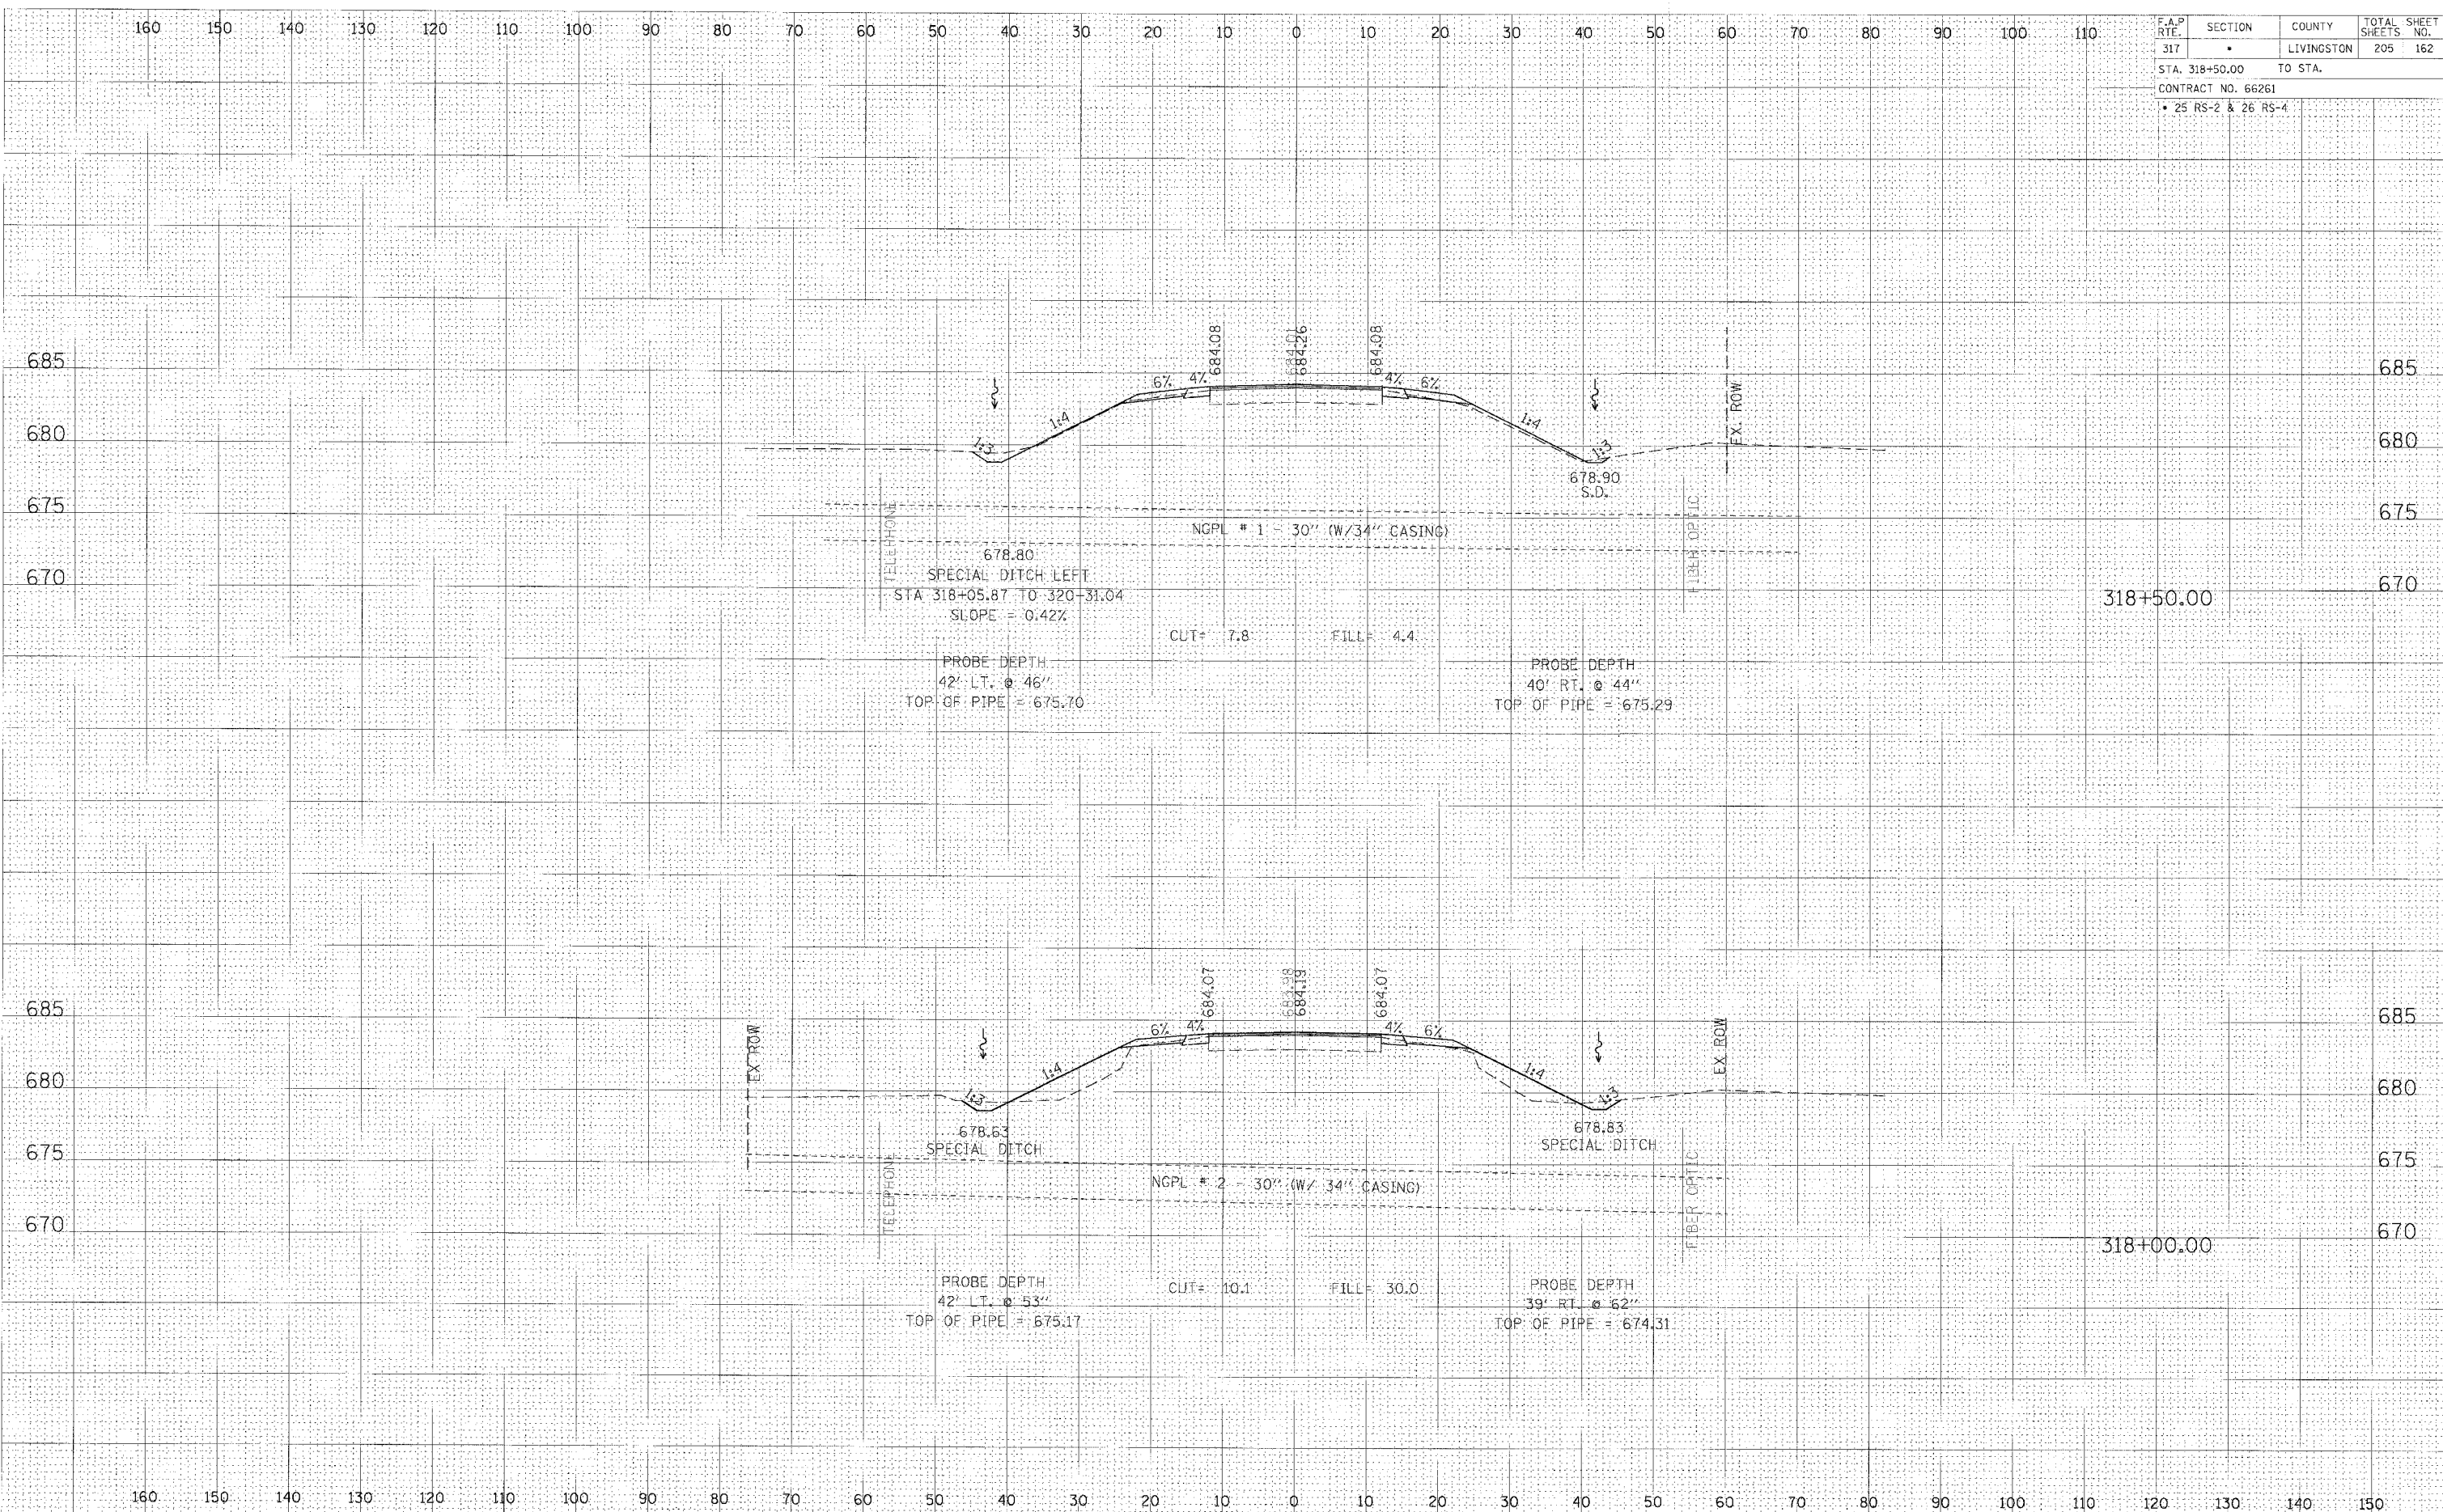 160 150 140 130 120 110 100 90 80 70 60 50 40 30 20 10 0 10 20 30 40 50 60 70 80 90 100 110
F.A.P RTE. SECTION COUNTY TOTAL SHEETS SHEET NO.
317 • LIVINGSTON 205 162
STA. 318+50.00 TO STA.
CONTRACT NO. 66261
• 25 RS-2 & 26 RS-4
684.08 684.01 684.26 684.08
685 685
6% 4% 4% 6%
EX. ROW
1:4 1:4
680 680
1:3 1:3
678.90
S.D.
675 675
TELEPHONE
FIBER OPTIC
NGPL # 1 - 30" (W/34" CASING)
678.80
SPECIAL DITCH LEFT
670 670
STA 318+05.87 TO 320+31.04
318+50.00
SLOPE = 0.42%
CUT= 7.8 FILL= 4.4
PROBE DEPTH PROBE DEPTH
42' LT. @ 46" 40' RT. @ 44"
TOP OF PIPE = 675.70 TOP OF PIPE = 675.29
684.07 683.98 684.19 684.07
685 685
6% 4% 4% 6%
EX ROW EX ROW
1:4 1:4
680 680
1:3 1:3
678.63 678.83
SPECIAL DITCH SPECIAL DITCH
675 675
TELEPHONE
FIBER OPTIC
NGPL # 2 - 30" (W/ 34" CASING)
670 670
318+00.00
PROBE DEPTH CUT= 10.1 FILL= 30.0 PROBE DEPTH
42' LT. @ 53" 39' RT. @ 62"
TOP OF PIPE = 675.17 TOP OF PIPE = 674.31
160 150 140 130 120 110 100 90 80 70 60 50 40 30 20 10 0 10 20 30 40 50 60 70 80 90 100 110 120 130 140 150